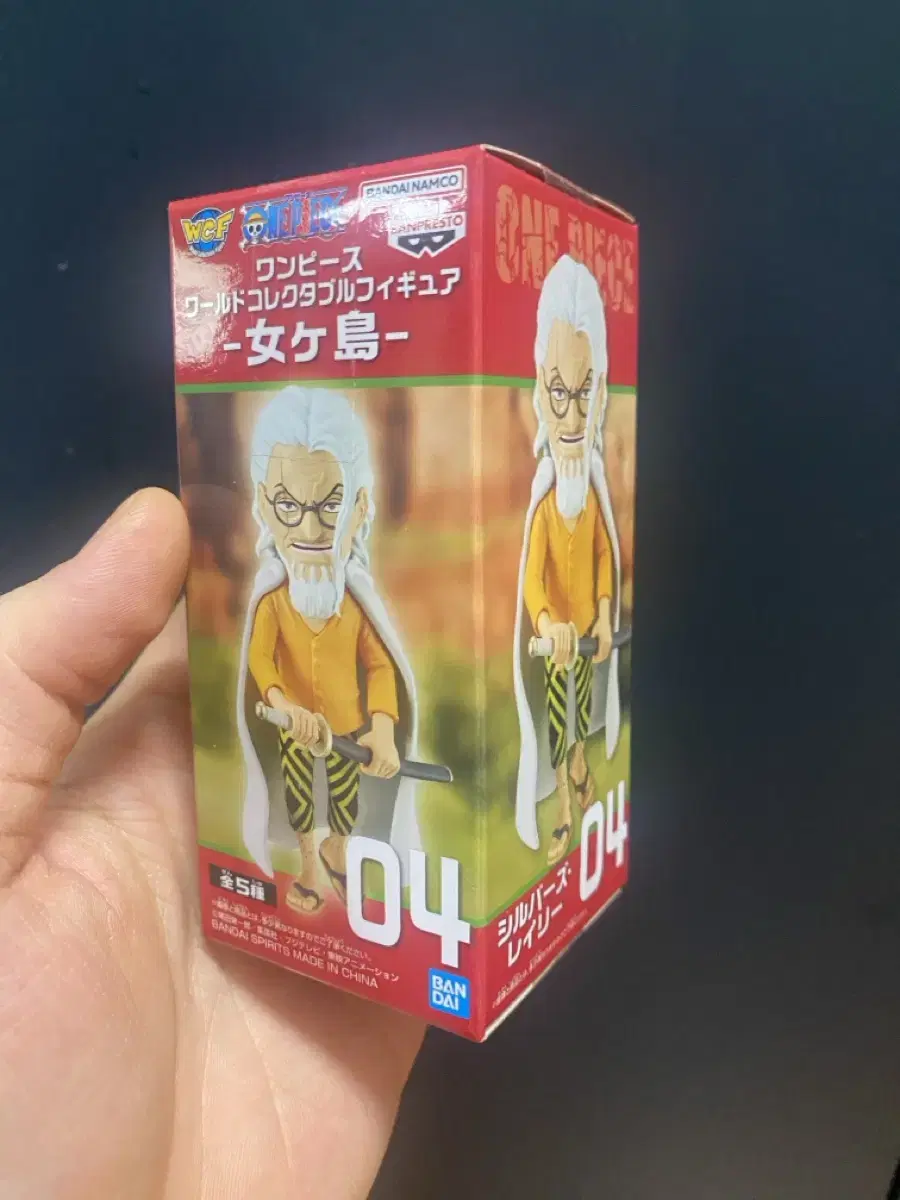 WCF
ONE PIECE
BANDAI NAMCO
BANPRESTO
ワンピース
ワールドコレクタブルフィギュア
-女ヶ島-
全5種
BANDAI SPIRITS MADE IN CHINA
04
BAN
DAI
ONE PIECE
シルバーズ・
レイリー
04